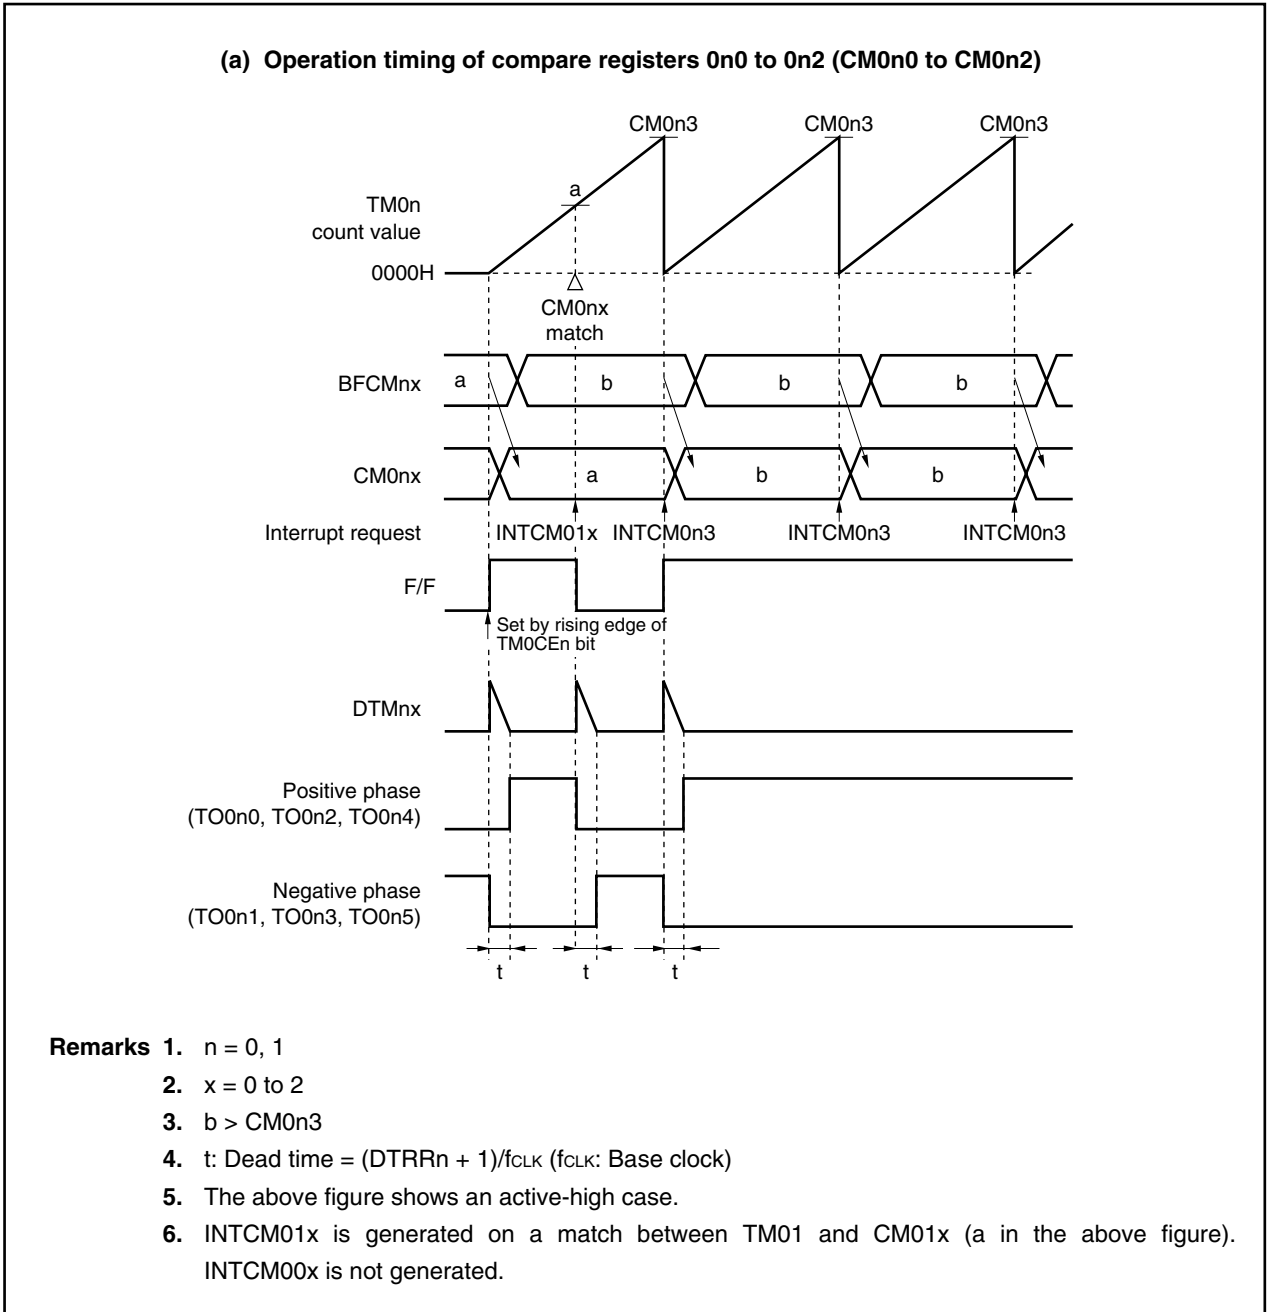 (a) Operation timing of compare registers 0n0 to 0n2 (CM0n0 to CM0n2)
CM0n3 CM0n3 CM0n3
a
TM0n
count value
0000H
CM0nx
match
BFCMnx a b b b
CM0nx a b b
Interrupt request INTCM01x INTCM0n3 INTCM0n3 INTCM0n3
F/F
Set by rising edge of
TM0CEn bit
DTMnx
Positive phase
(TO0n0, TO0n2, TO0n4)
Negative phase
(TO0n1, TO0n3, TO0n5)
t t t
Remarks 1. n = 0, 1
2. x = 0 to 2
3. b > CM0n3
4. t: Dead time = (DTRRn + 1)/fCLK (fCLK: Base clock)
5. The above figure shows an active-high case.
6. INTCM01x is generated on a match between TM01 and CM01x (a in the above figure).
INTCM00x is not generated.